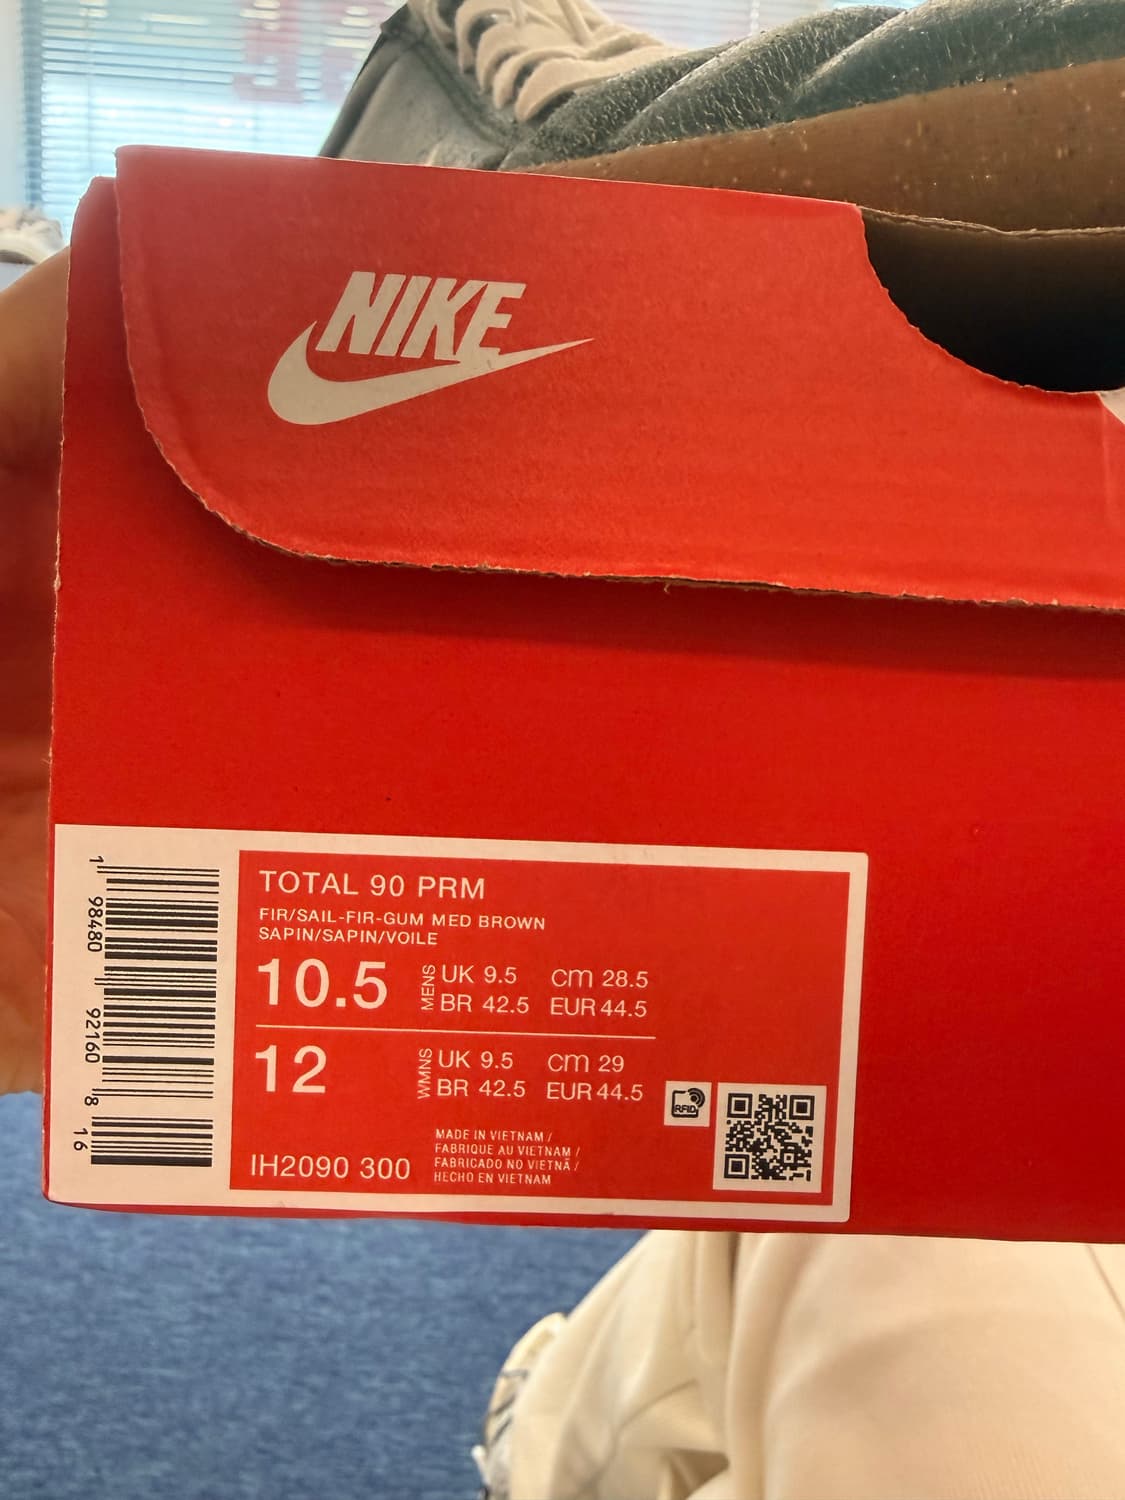 NIKE
TOTAL 90 PRM
FIR/SAIL-FIR-GUM MED BROWN
SAPIN/SAPIN/VOILE
10.5 MENS UK 9.5 cm 28.5
BR 42.5 EUR 44.5
12 WMNS UK 9.5 cm 29
BR 42.5 EUR 44.5
RFID
IH2090 300
MADE IN VIETNAM /
FABRIQUE AU VIETNAM /
FABRICADO NO VIETNÃ /
HECHO EN VIETNAM
1 98480 92160 8 16